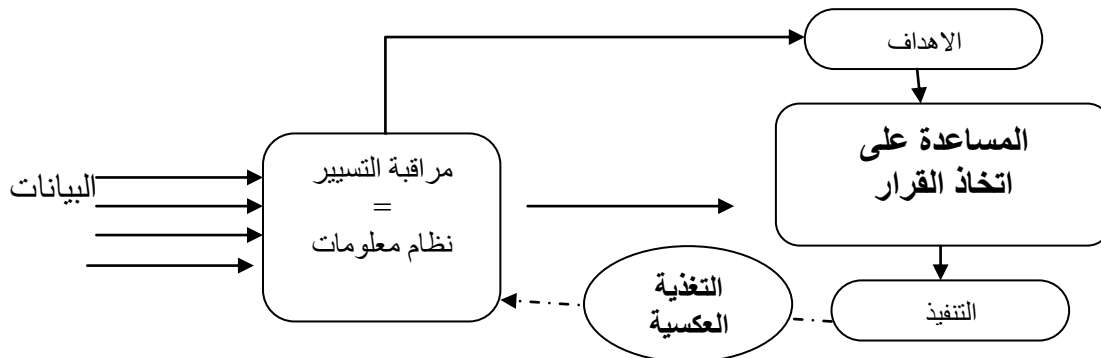 الاهداف
المساعدة على
اتخاذ القرار
مراقبة التسيير
=
نظام معلومات
البيانات
التغذية
العكسية
التنفيذ